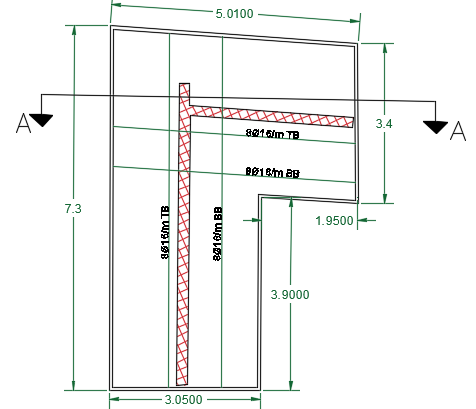 5.0100
A
A
3.4
8Ø16/m TB
8Ø16/m BB
7.3
8Ø16/m TB
8Ø16/m BB
1.9500
3.9000
3.0500